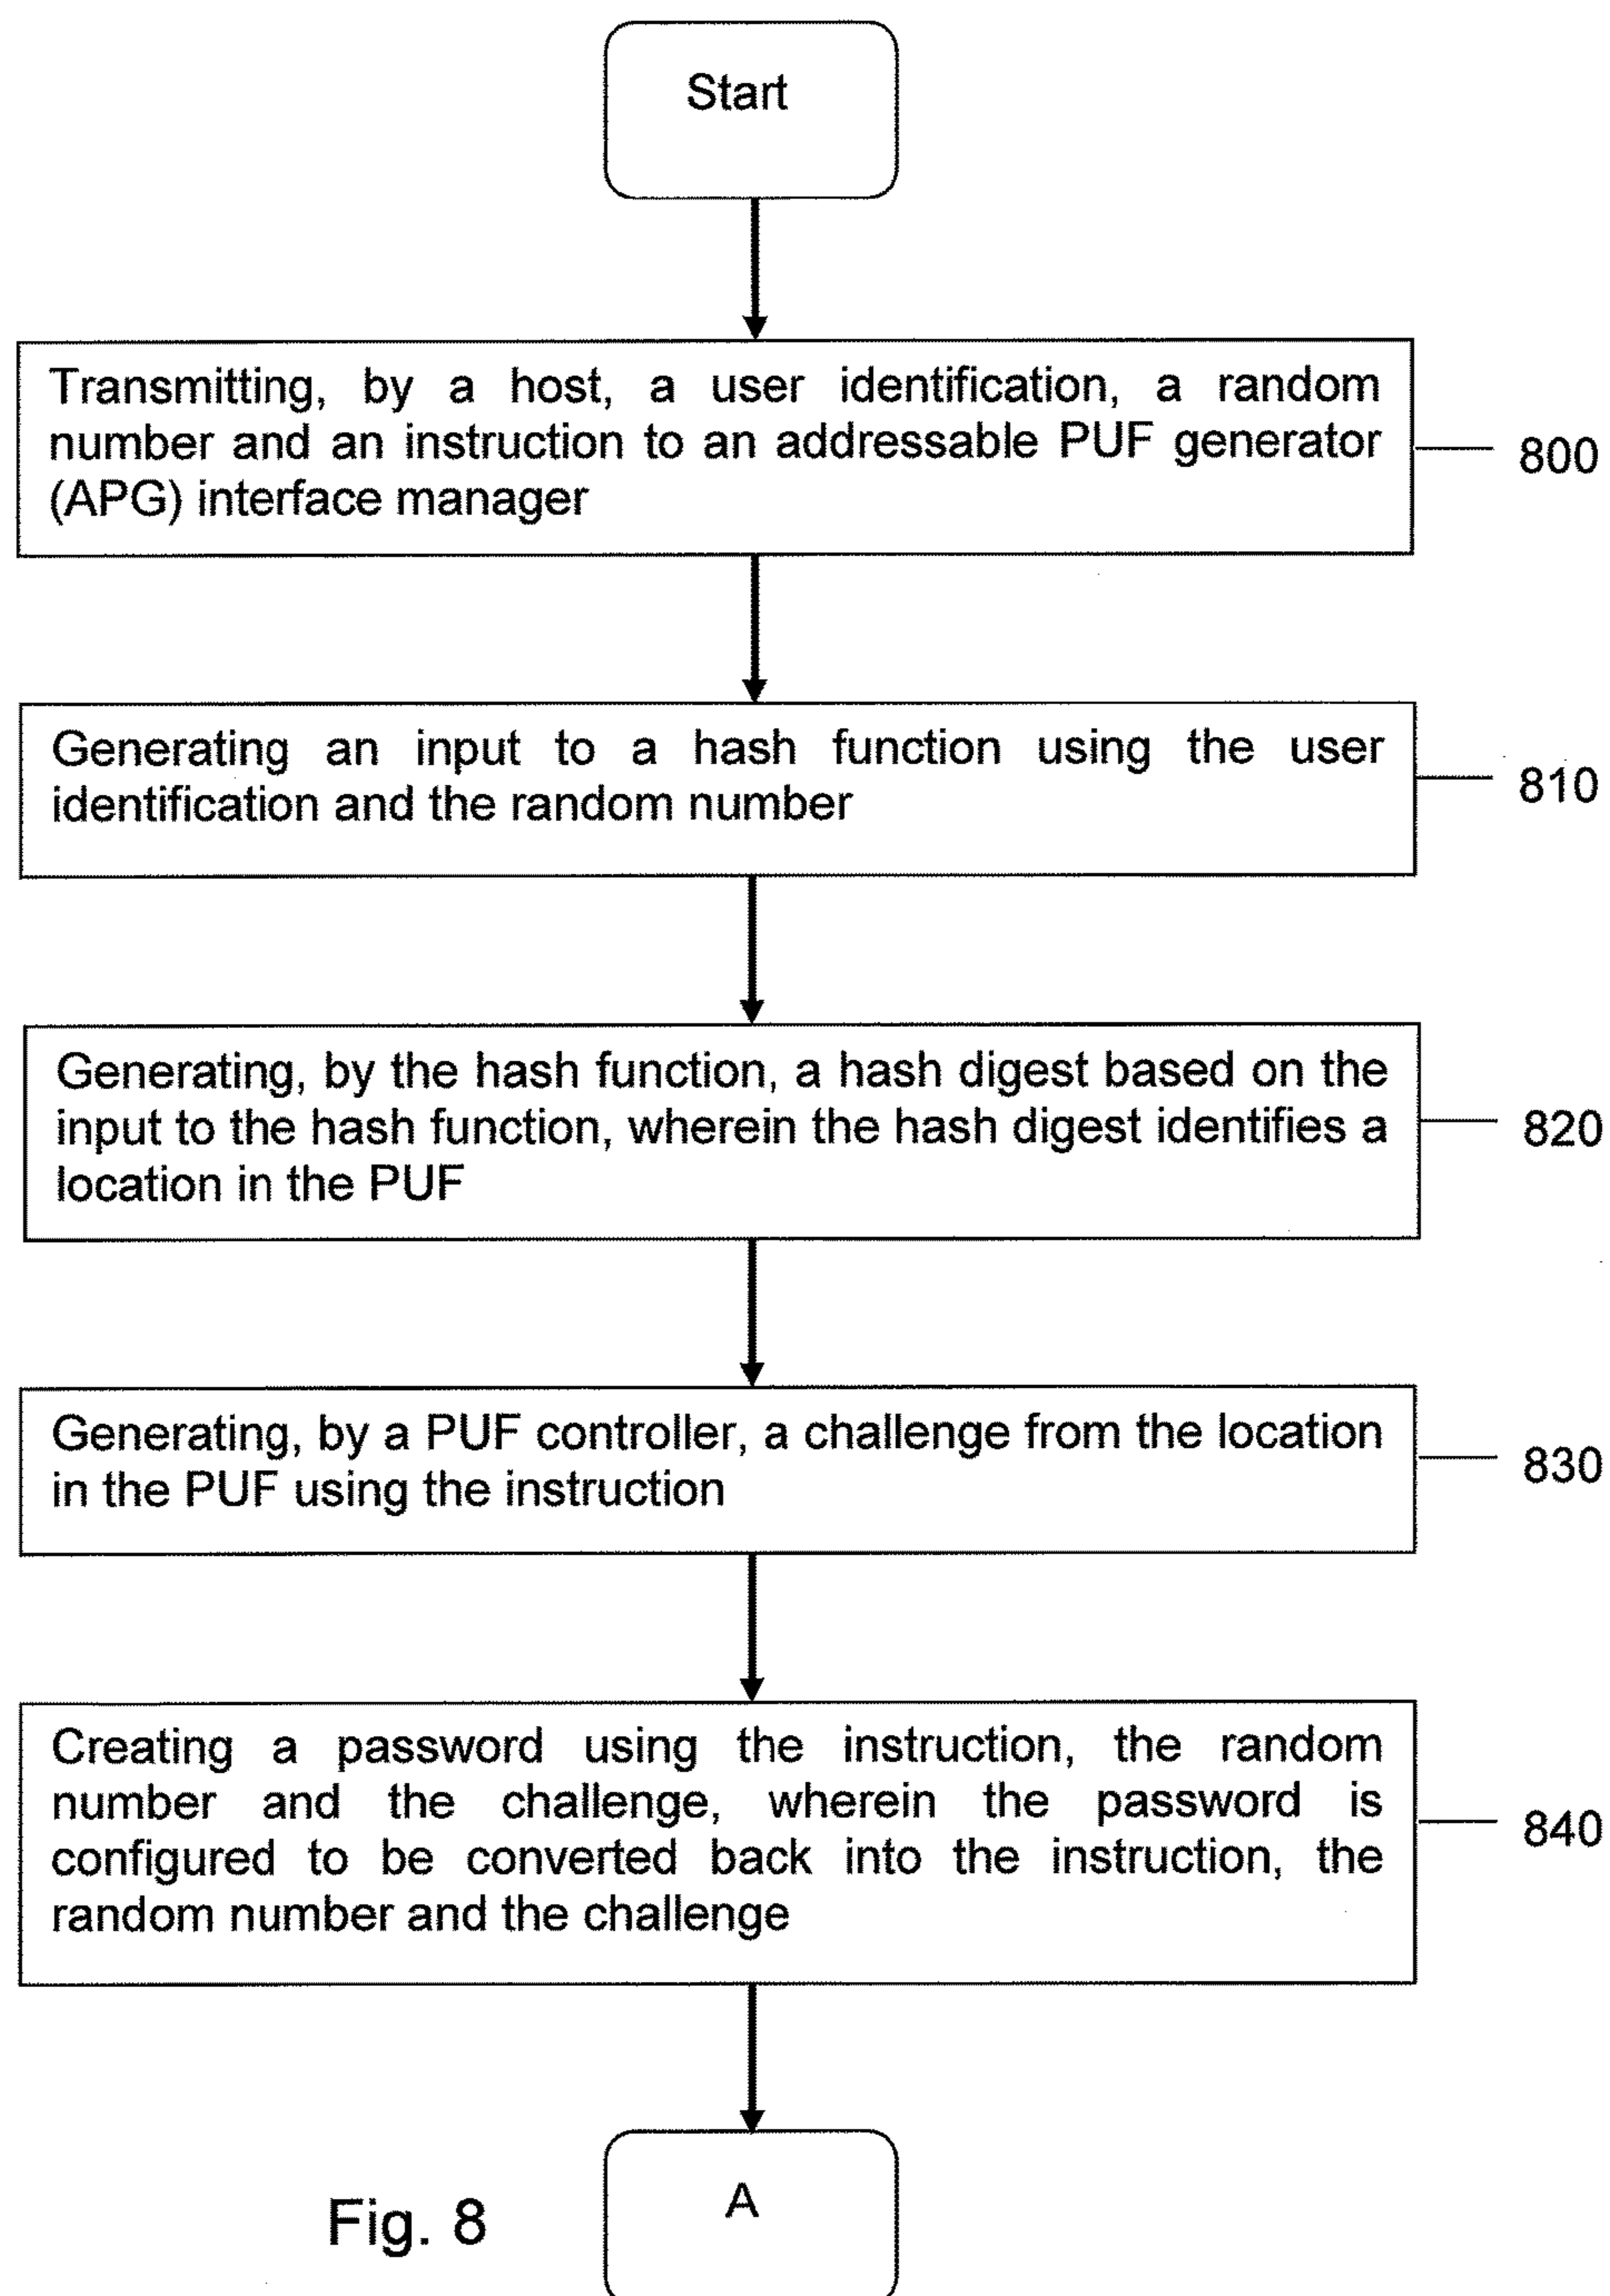 Start
Transmitting, by a host, a user identification, a random
number and an instruction to an addressable PUF generator
(APG) interface manager
800
Generating an input to a hash function using the user
identification and the random number
810
Generating, by the hash function, a hash digest based on the
input to the hash function, wherein the hash digest identifies a
location in the PUF
820
Generating, by a PUF controller, a challenge from the location
in the PUF using the instruction
830
Creating a password using the instruction, the random
number and the challenge, wherein the password is
configured to be converted back into the instruction, the
random number and the challenge
840
A
Fig. 8